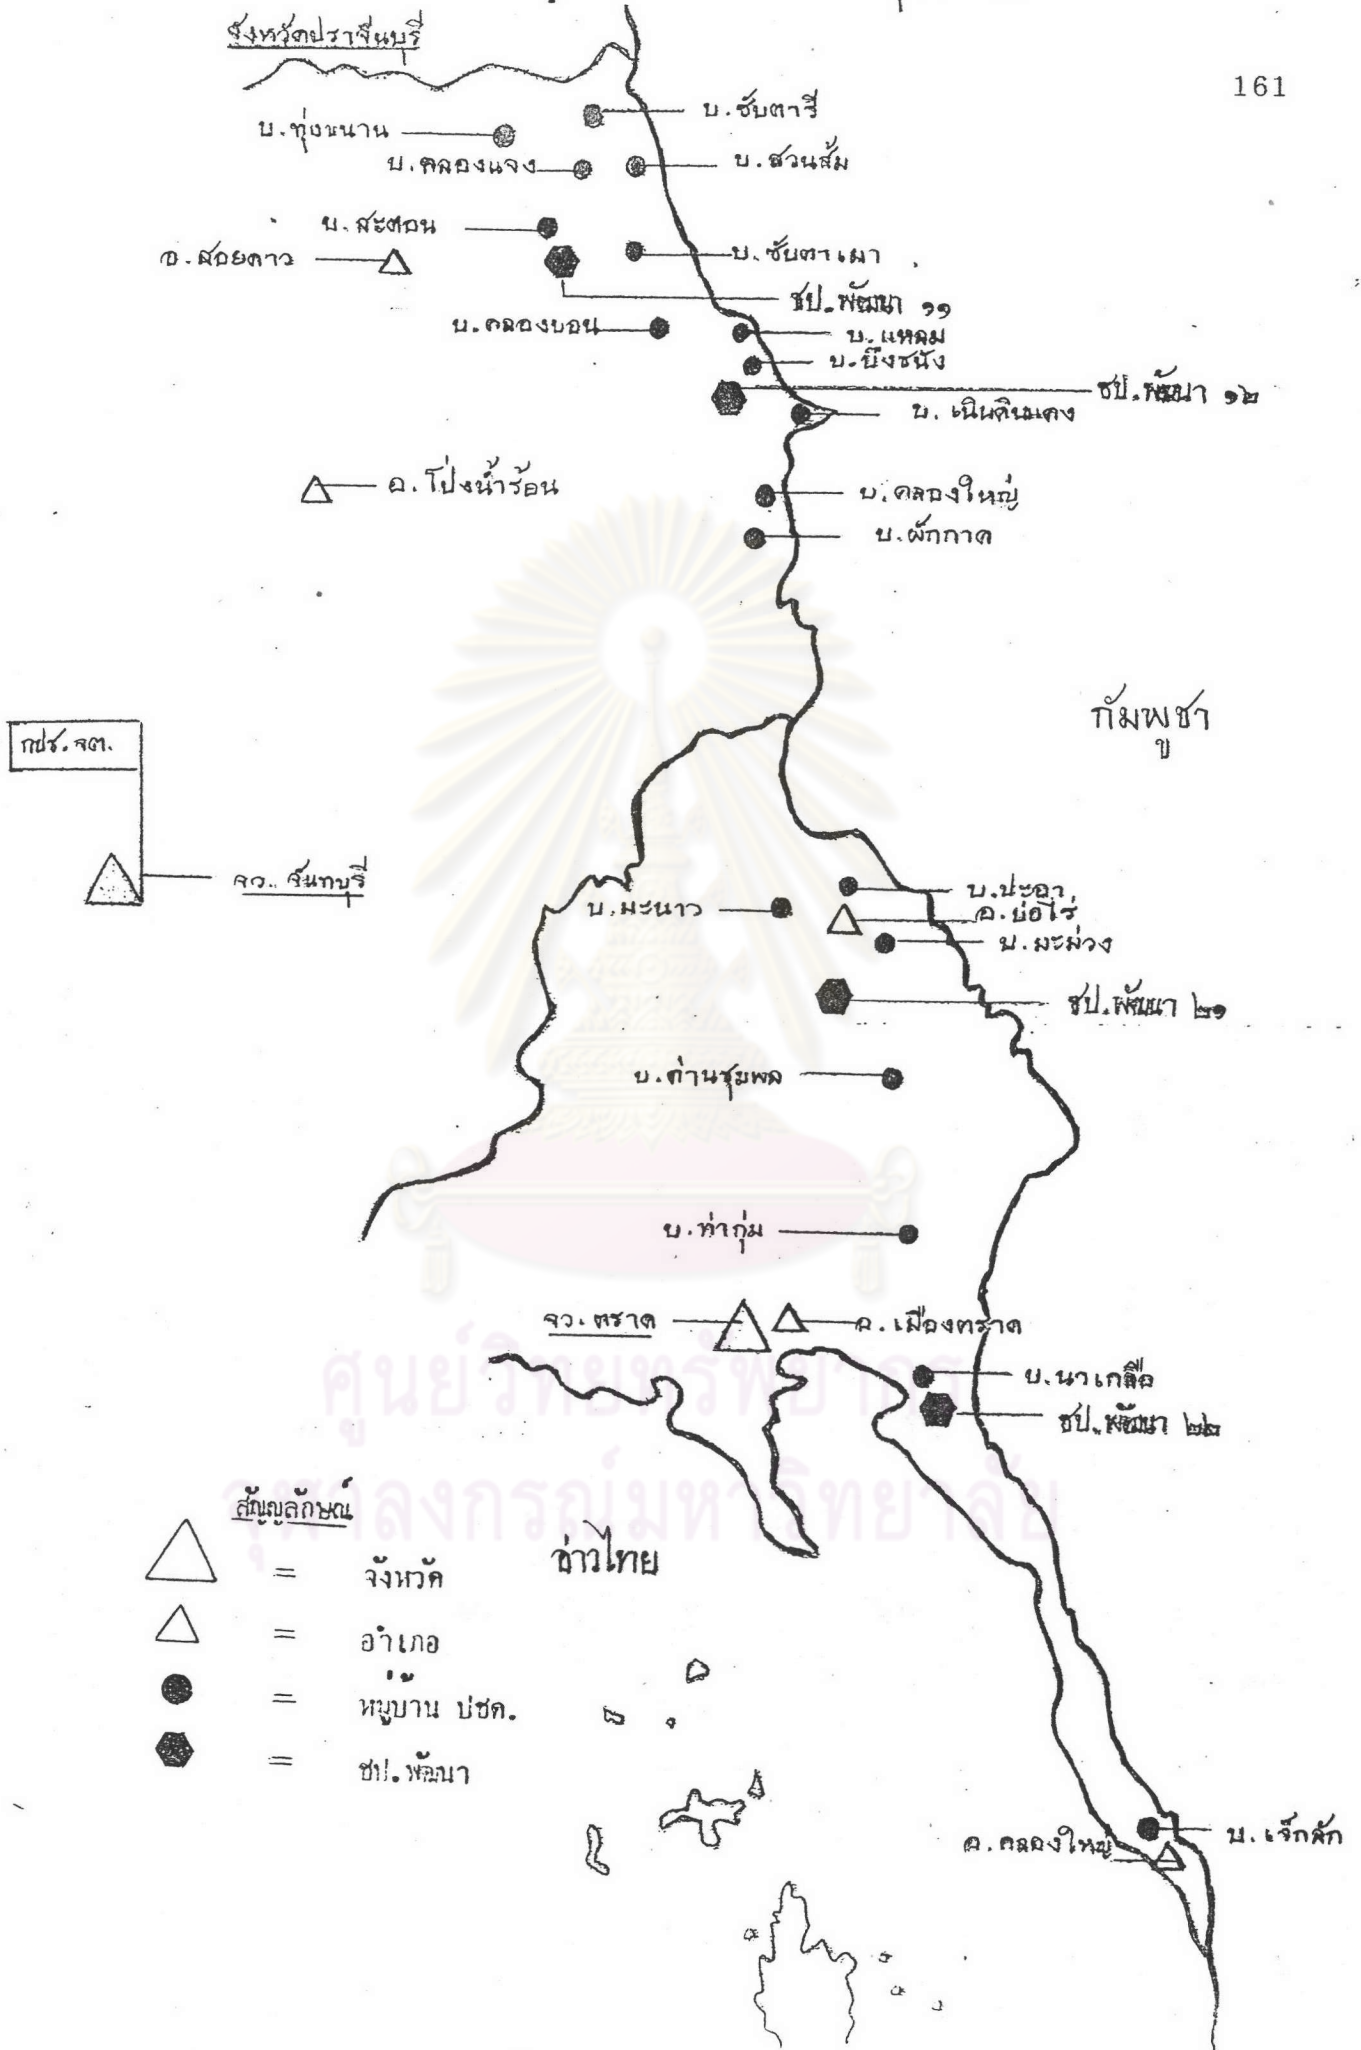 จังหวัดปราจีนบุรี
161
บ.ซับตารี
บ.ทุ่งขนาน
บ.คลองแจง
บ.สวนส้ม
บ.สะตอน
อ.สอยดาว
บ.ซับตาเมา
ชป.พัฒนา ๑๑
บ.คลองบอน
บ.แหลม
บ.บึงชนัง
ชป.พัฒนา ๑๒
บ.เนินดินแดง
อ.โป่งน้ำร้อน
บ.คลองใหญ่
บ.ผักกาด
กัมพูชา
กปช.จต.
จว.จันทบุรี
บ.ปะอา
บ.มะนาว
อ.บ่อไร่
บ.มะม่วง
ชป.พัฒนา ๒๑
บ.ด่านชุมพล
บ.ท่ากุ่ม
จว.ตราด
อ.เมืองตราด
บ.นาเกลือ
ชป.พัฒนา ๒๒
ศูนย์วิทยทรัพยากร
จุฬาลงกรณ์มหาวิทยาลัย
สัญญลักษณ์
อ่าวไทย
= จังหวัด
= อำเภอ
= หมู่บ้าน ปชด.
= ชป.พัฒนา
บ.เจ็กลัก
อ.คลองใหญ่